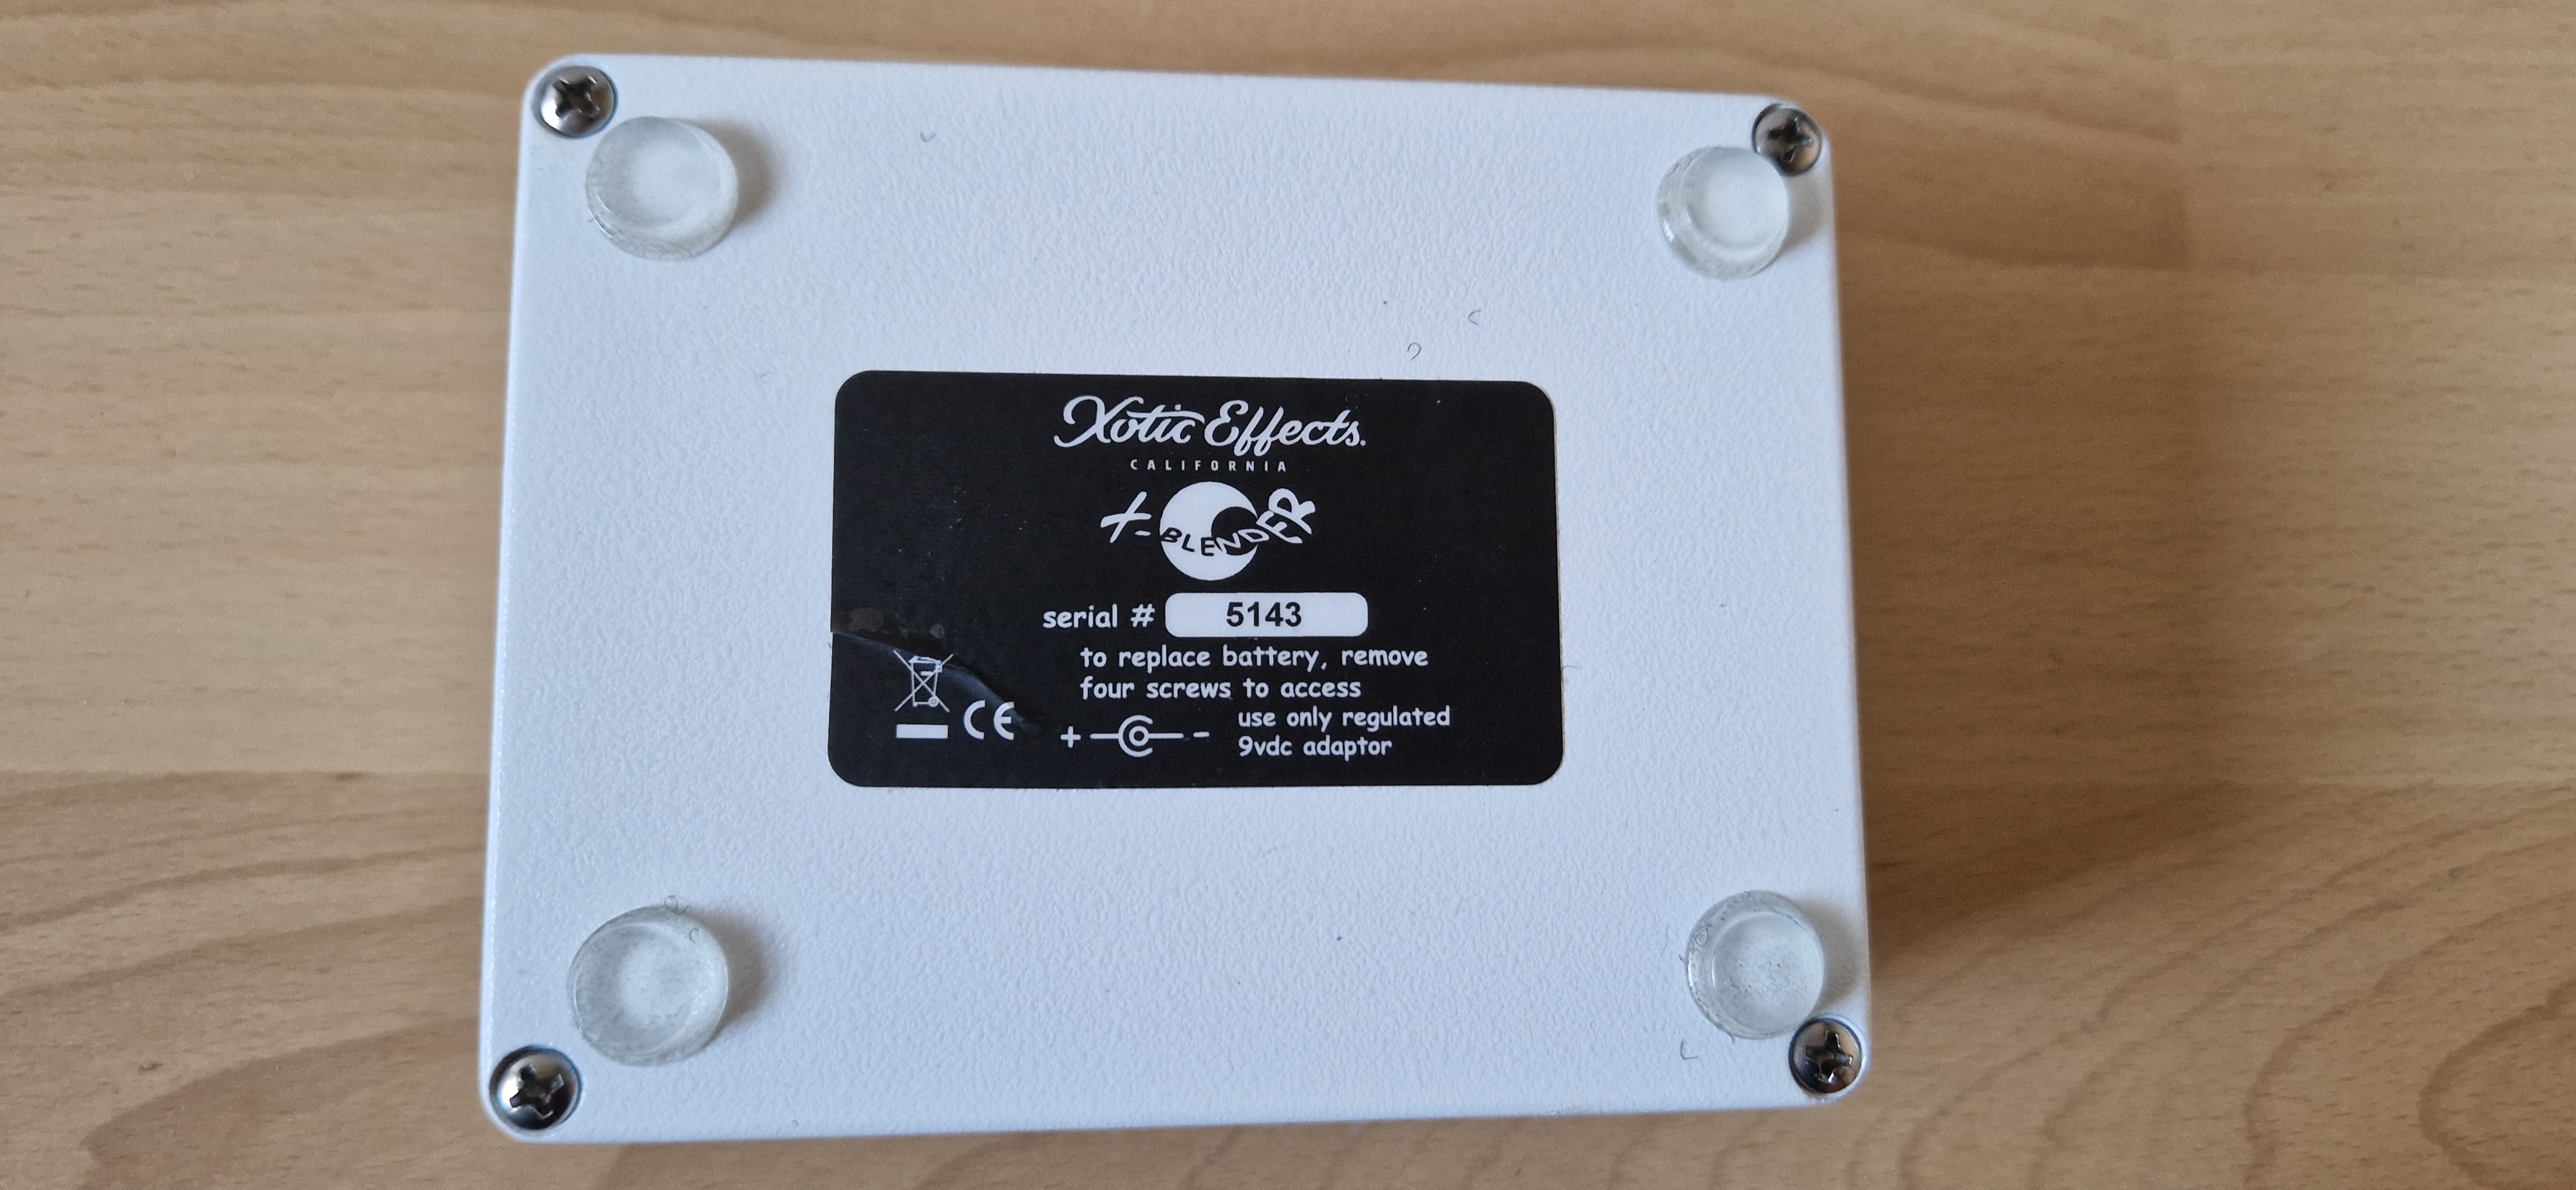 Xotic Effects.
CALIFORNIA
+- BLENDER
serial # 5143
to replace battery, remove
four screws to access
CE
+ -
use only regulated
9vdc adaptor